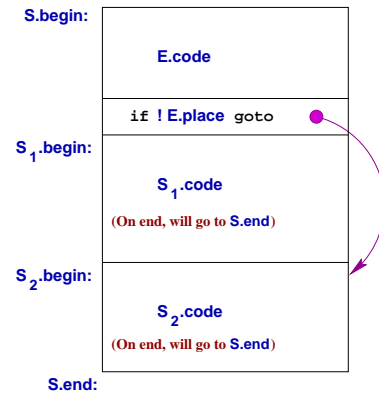 S.begin:
E.code
if ! E.place goto
S1.begin:
S1.code
(On end, will go to S.end)
S2.begin:
S2.code
(On end, will go to S.end)
S.end: